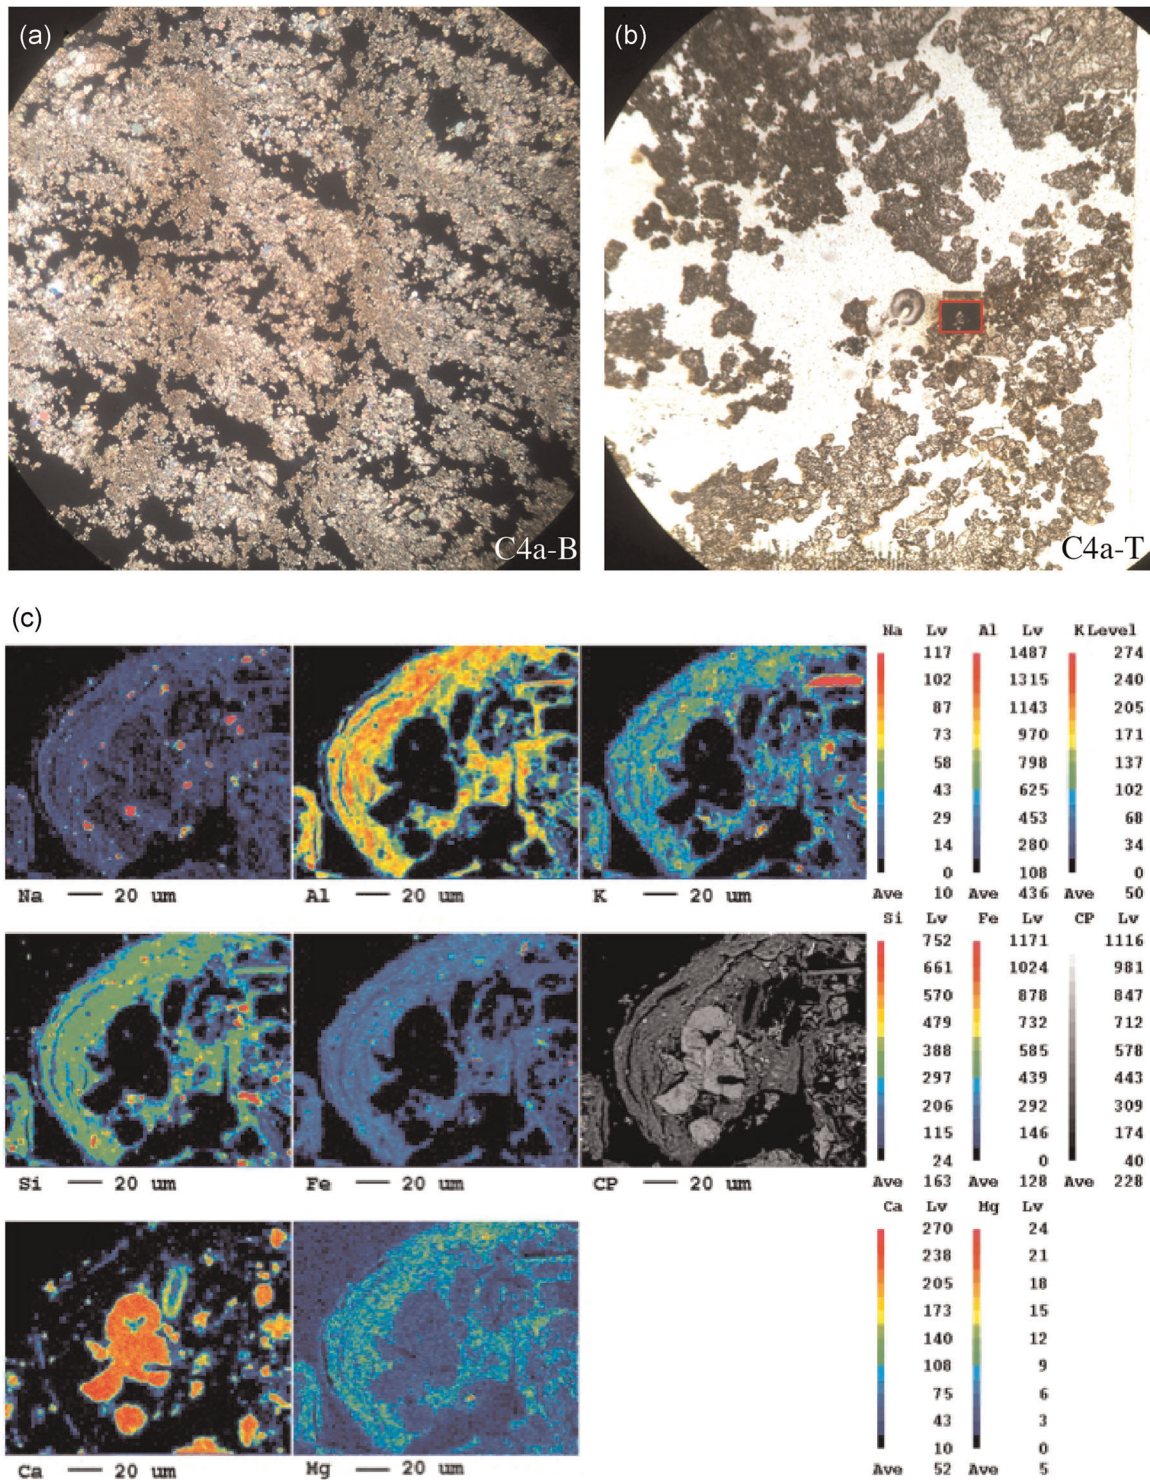 (a)
(b)
C4a-B
C4a-T
(c)
Na Lv Al Lv K Level
117 1487 274
102 1315 240
87 1143 205
73 970 171
58 798 137
43 625 102
29 453 68
14 280 34
0 108 0
Ave 10 Ave 436 Ave 50
Na 20 um Al 20 um K 20 um
Si Lv Fe Lv CP Lv
752 1171 1116
661 1024 981
570 878 847
479 732 712
388 585 578
297 439 443
206 292 309
115 146 174
24 0 40
Ave 163 Ave 128 Ave 228
Si 20 um Fe 20 um CP 20 um
Ca Lv Mg Lv
270 24
238 21
205 18
173 15
140 12
108 9
75 6
43 3
10 0
Ave 52 Ave 5
Ca 20 um Mg 20 um